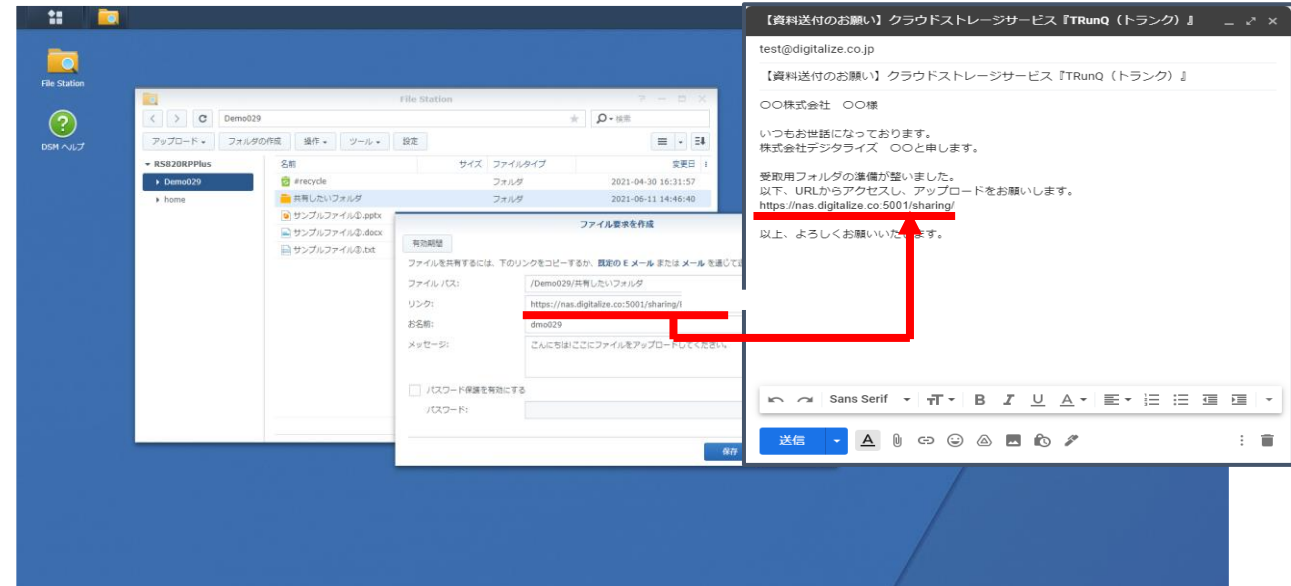 File Station
DSM ヘルプ
File Station
Demo029
検索
アップロード
フォルダの作成
操作
ツール
設定
RS820RPPlus
Demo029
home
名前 サイズ ファイルタイプ 変更日
#recycle フォルダ 2021-04-30 16:31:57
共有したいフォルダ フォルダ 2021-06-11 14:46:40
サンプルファイル①.pptx
サンプルファイル②.docx
サンプルファイル③.txt
ファイル要求を作成
有効期間
ファイルを共有するには、下のリンクをコピーするか、既定の E メール または メール を通じて
ファイル パス: /Demo029/共有したいフォルダ
リンク: https://nas.digitalize.co:5001/sharing/
お名前: dmo029
メッセージ: こんにちは!ここにファイルをアップロードしてください。
パスワード保護を有効にする
パスワード:
保存
【資料送付のお願い】クラウドストレージサービス『TRunQ（トランク）』
test@digitalize.co.jp
【資料送付のお願い】クラウドストレージサービス『TRunQ（トランク）』
〇〇株式会社　〇〇様
いつもお世話になっております。
株式会社デジタライズ　〇〇と申します。
受取用フォルダの準備が整いました。
以下、URLからアクセスし、アップロードをお願いします。
https://nas.digitalize.co:5001/sharing/
以上、よろしくお願いいたします。
Sans Serif
送信